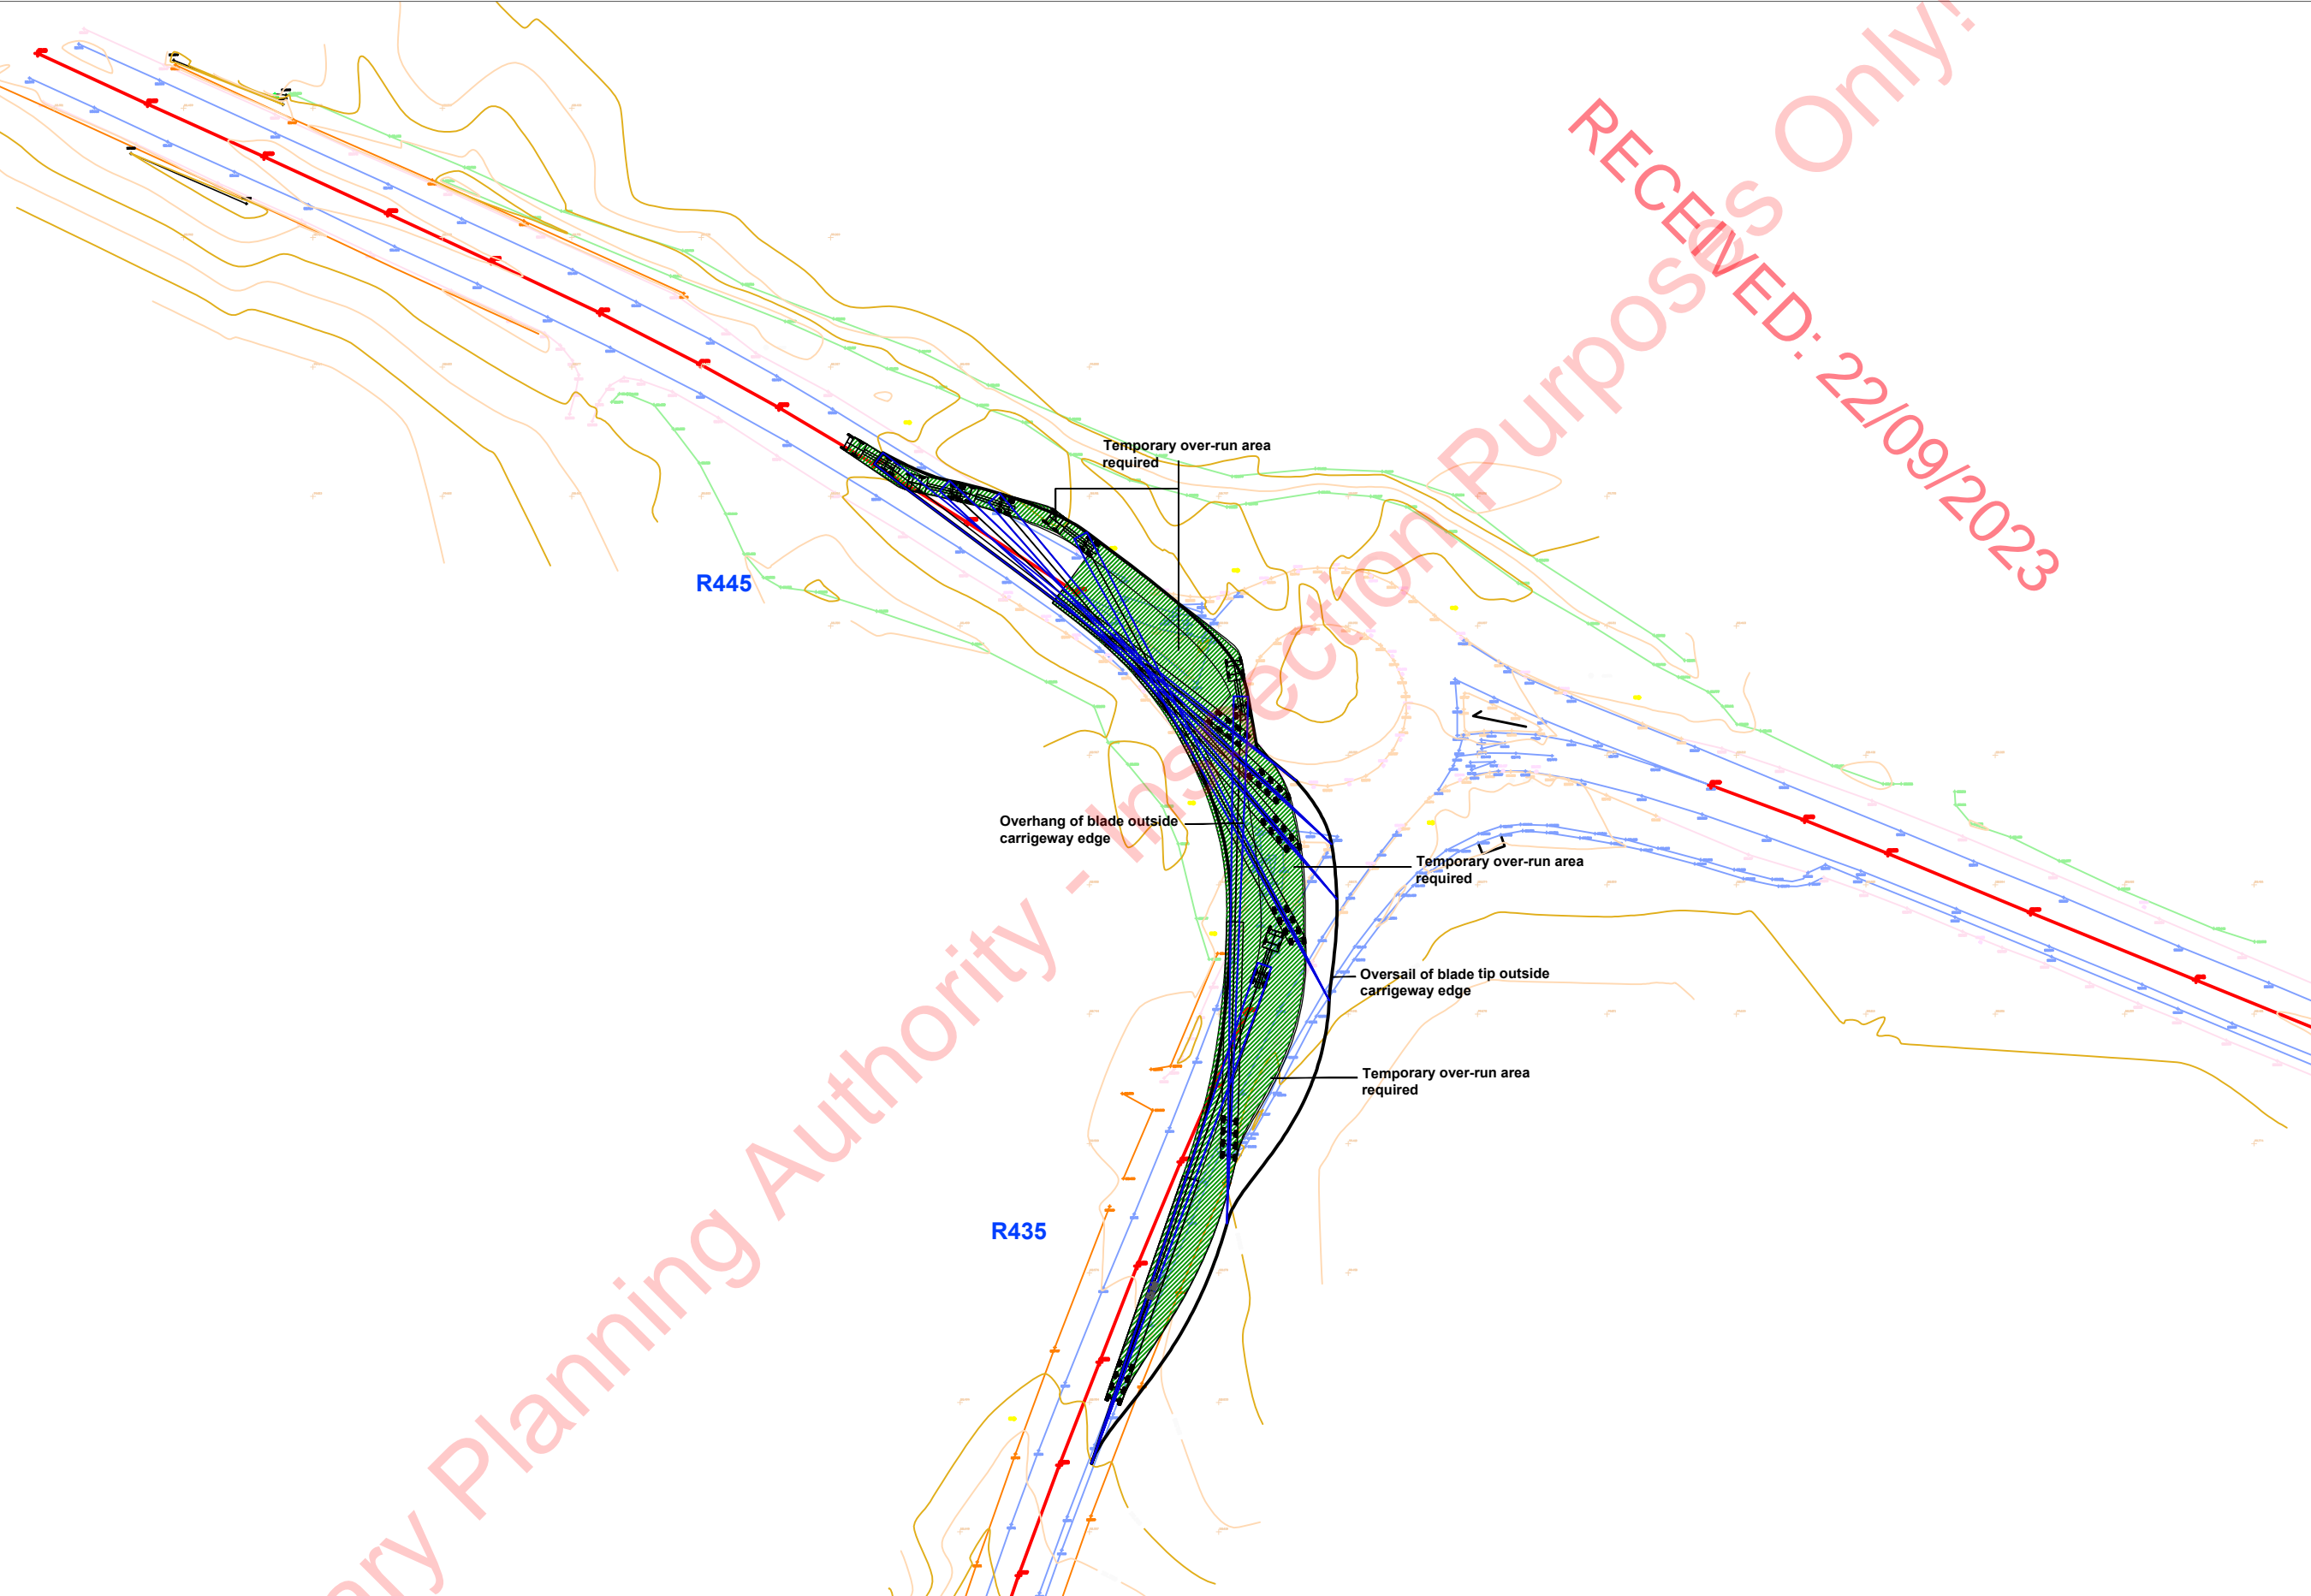 Temporary over-run area
required
R445
Overhang of blade outside
carrigeway edge
Temporary over-run area
required
Oversail of blade tip outside
carrigeway edge
Temporary over-run area
required
R435
RECEIVED: 22/09/2023
ary Planning Authority - Inspection Purposes Only!